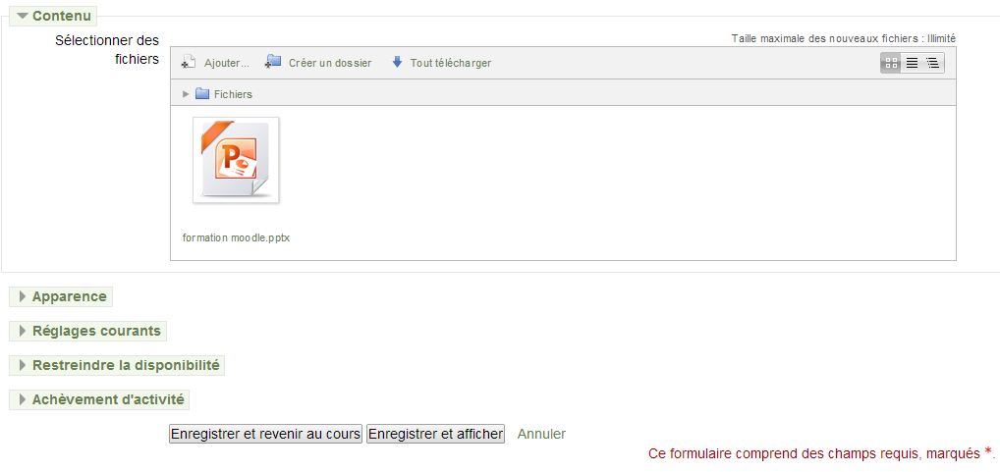 Contenu
Sélectionner des
fichiers
Taille maximale des nouveaux fichiers : Illimité
Ajouter...
Créer un dossier
Tout télécharger
Fichiers
P
formation moodle.pptx
Apparence
Réglages courants
Restreindre la disponibilité
Achèvement d'activité
Enregistrer et revenir au cours Enregistrer et afficher Annuler
Ce formulaire comprend des champs requis, marqués *.